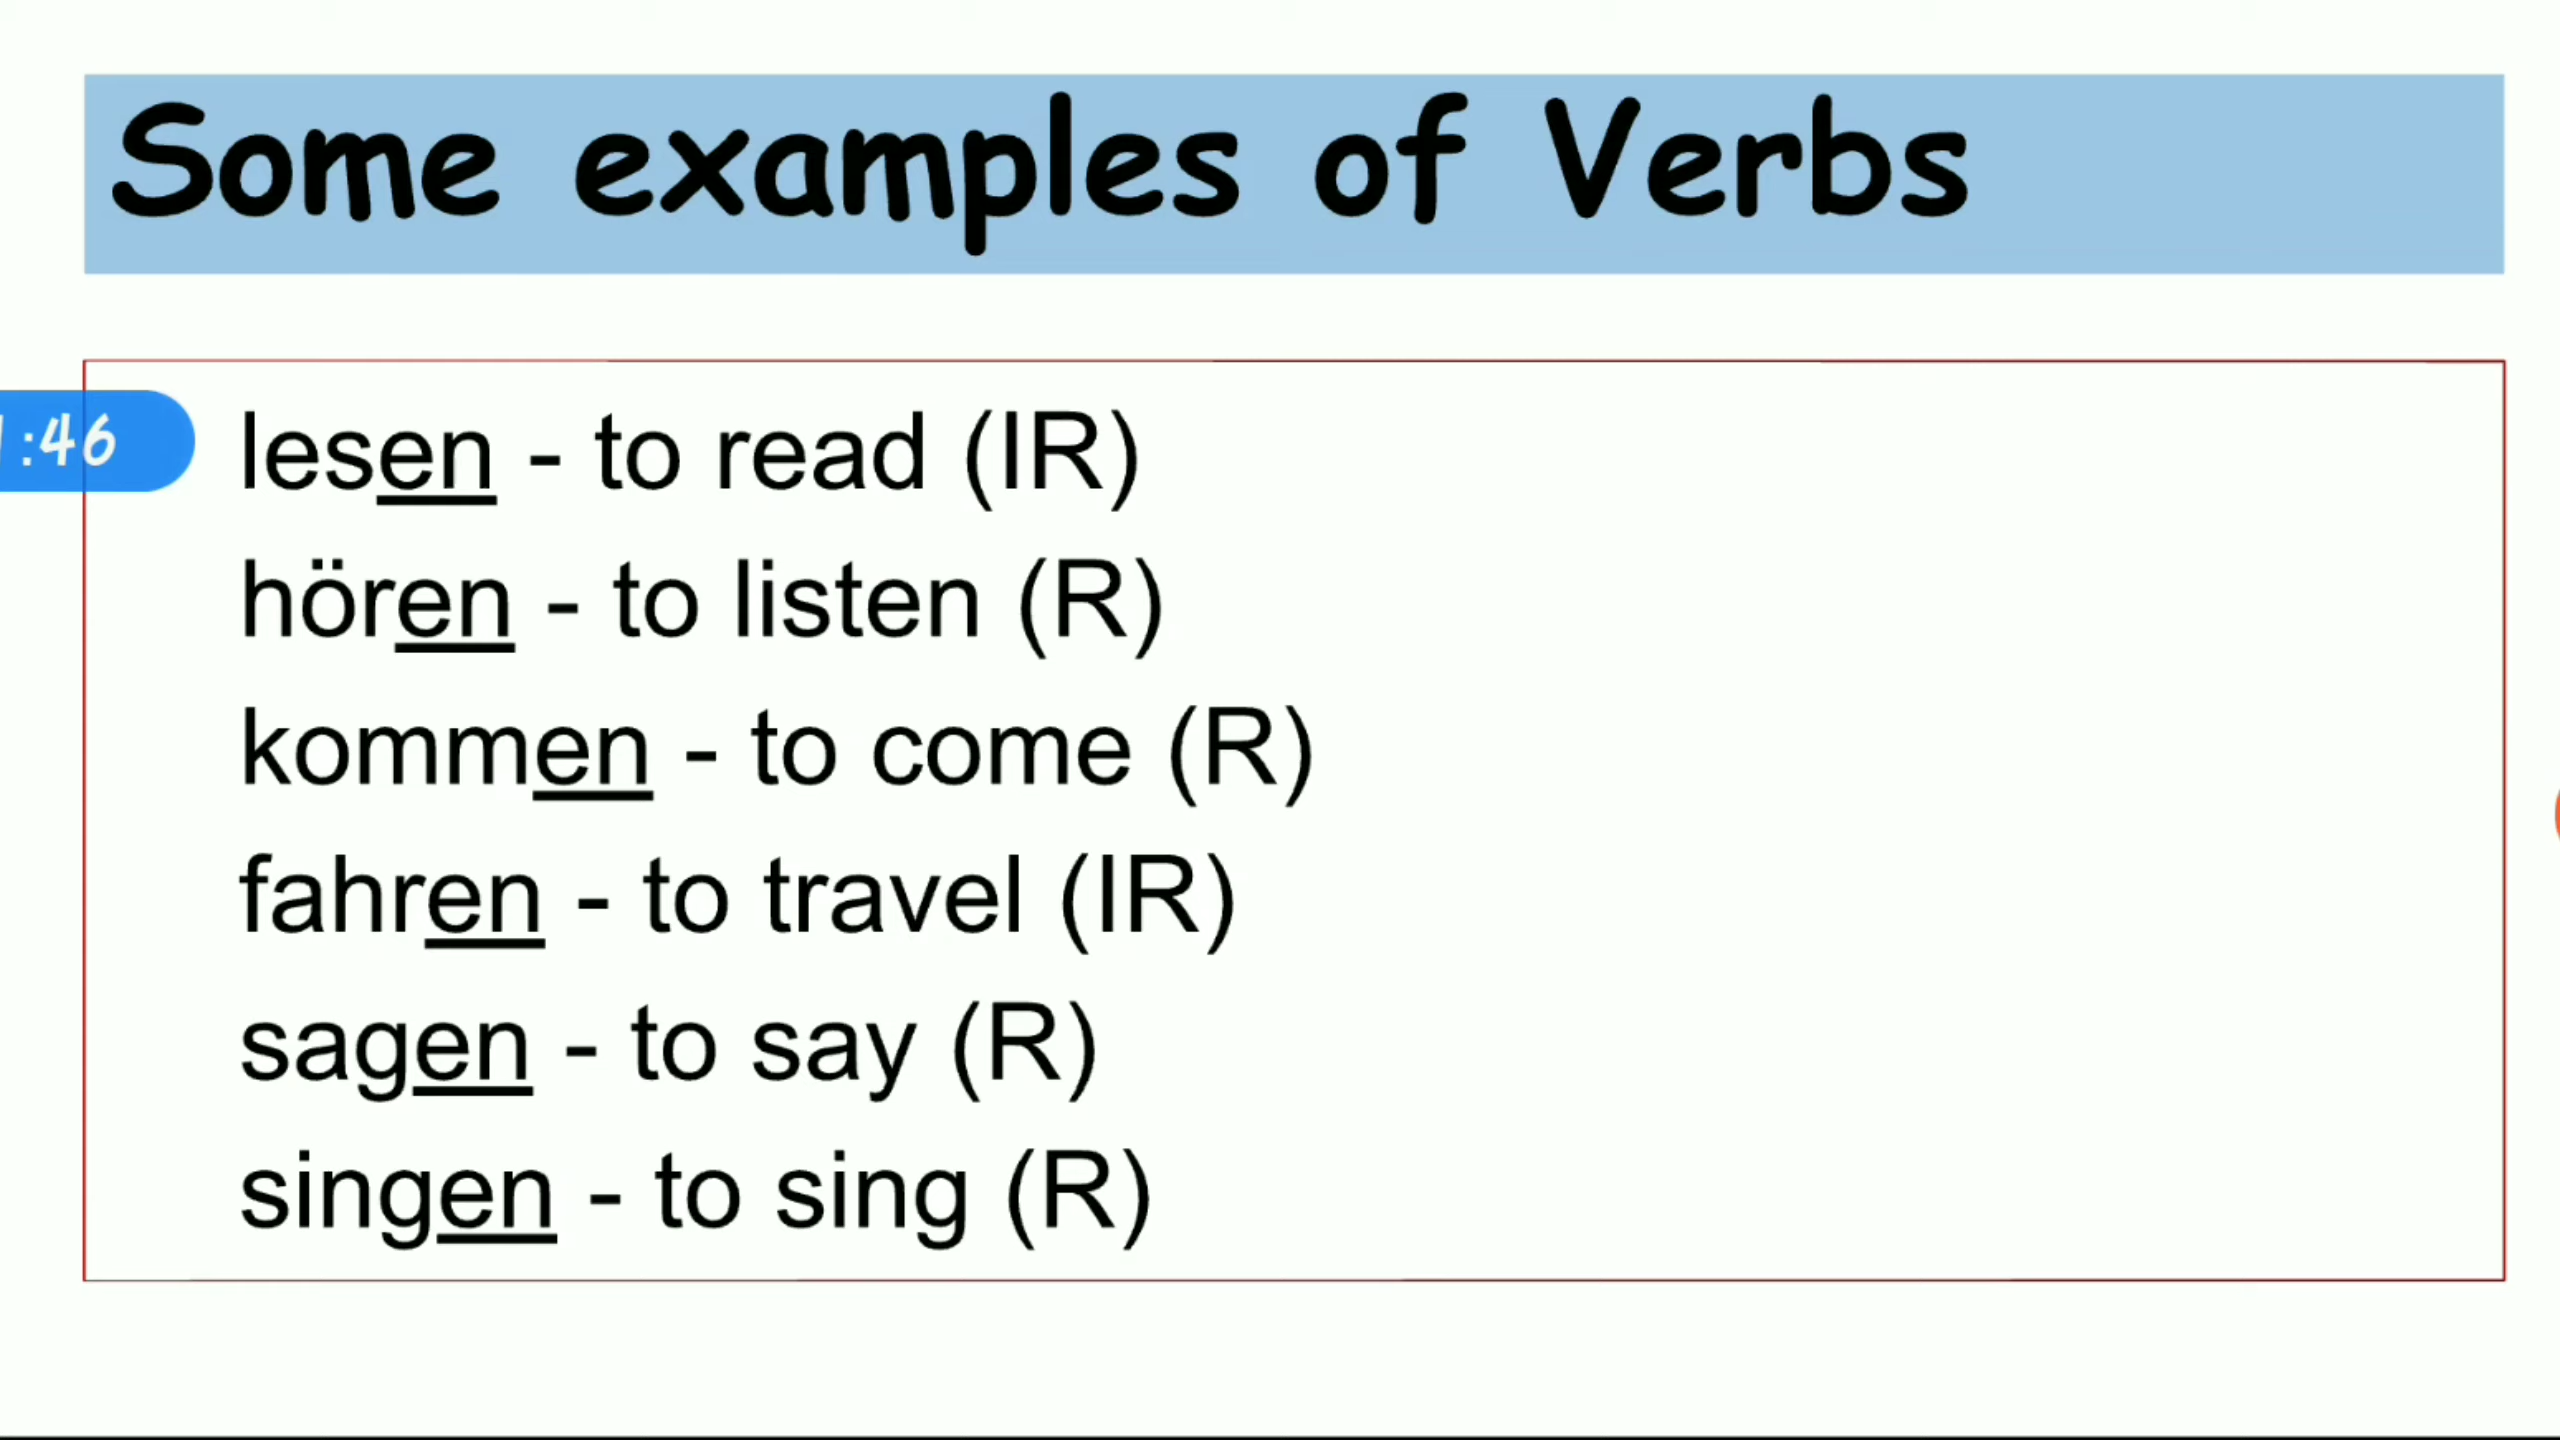 Some examples of Verbs
:46
lesen - to read (IR)
hören - to listen (R)
kommen - to come (R)
fahren - to travel (IR)
sagen - to say (R)
singen - to sing (R)